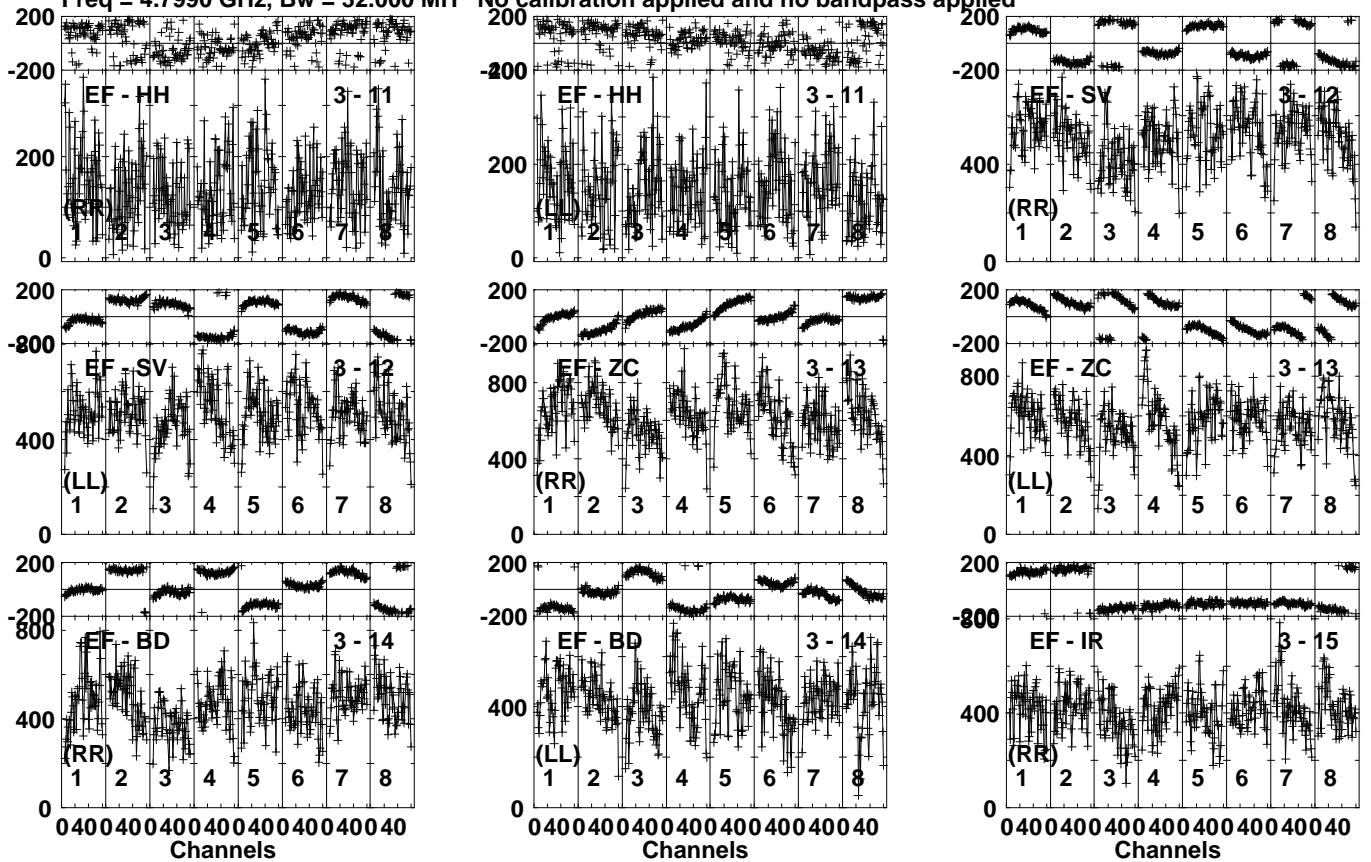 Freq = 4.7990 GHz, Bw = 32.000 MH No calibration applied and no bandpass applied
200 200 200
-200 -200 -200
400
EF - HH 3 - 11 EF - HH 3 - 11 EF - SV 3 - 12
200 200 400
(RR) (LL) (RR)
1 2 3 4 5 6 7 8 1 2 3 4 5 6 7 8 1 2 3 4 5 6 7 8
0 0 0
200 200 200
-200 -200 -200
800
EF - SV 3 - 12 EF - ZC 3 - 13 EF - ZC 3 - 13
800 800
400 400 400
(LL) (RR) (LL)
1 2 3 4 5 6 7 8 1 2 3 4 5 6 7 8 1 2 3 4 5 6 7 8
0 0 0
200 200 200
-200 -200 -200
800 800
EF - BD 3 - 14 EF - BD 3 - 14 EF - IR 3 - 15
400 400 400
(RR) (LL) (RR)
1 2 3 4 5 6 7 8 1 2 3 4 5 6 7 8 1 2 3 4 5 6 7 8
0 0 0
0 40 0 40 0 40 0 40 0 40 0 40 0 40 0 40 0 40 0 40 0 40 0 40 0 40 0 40 0 40 0 40 0 40 0 40 0 40 0 40 0 40 0 40 0 40 0 40
Channels Channels Channels